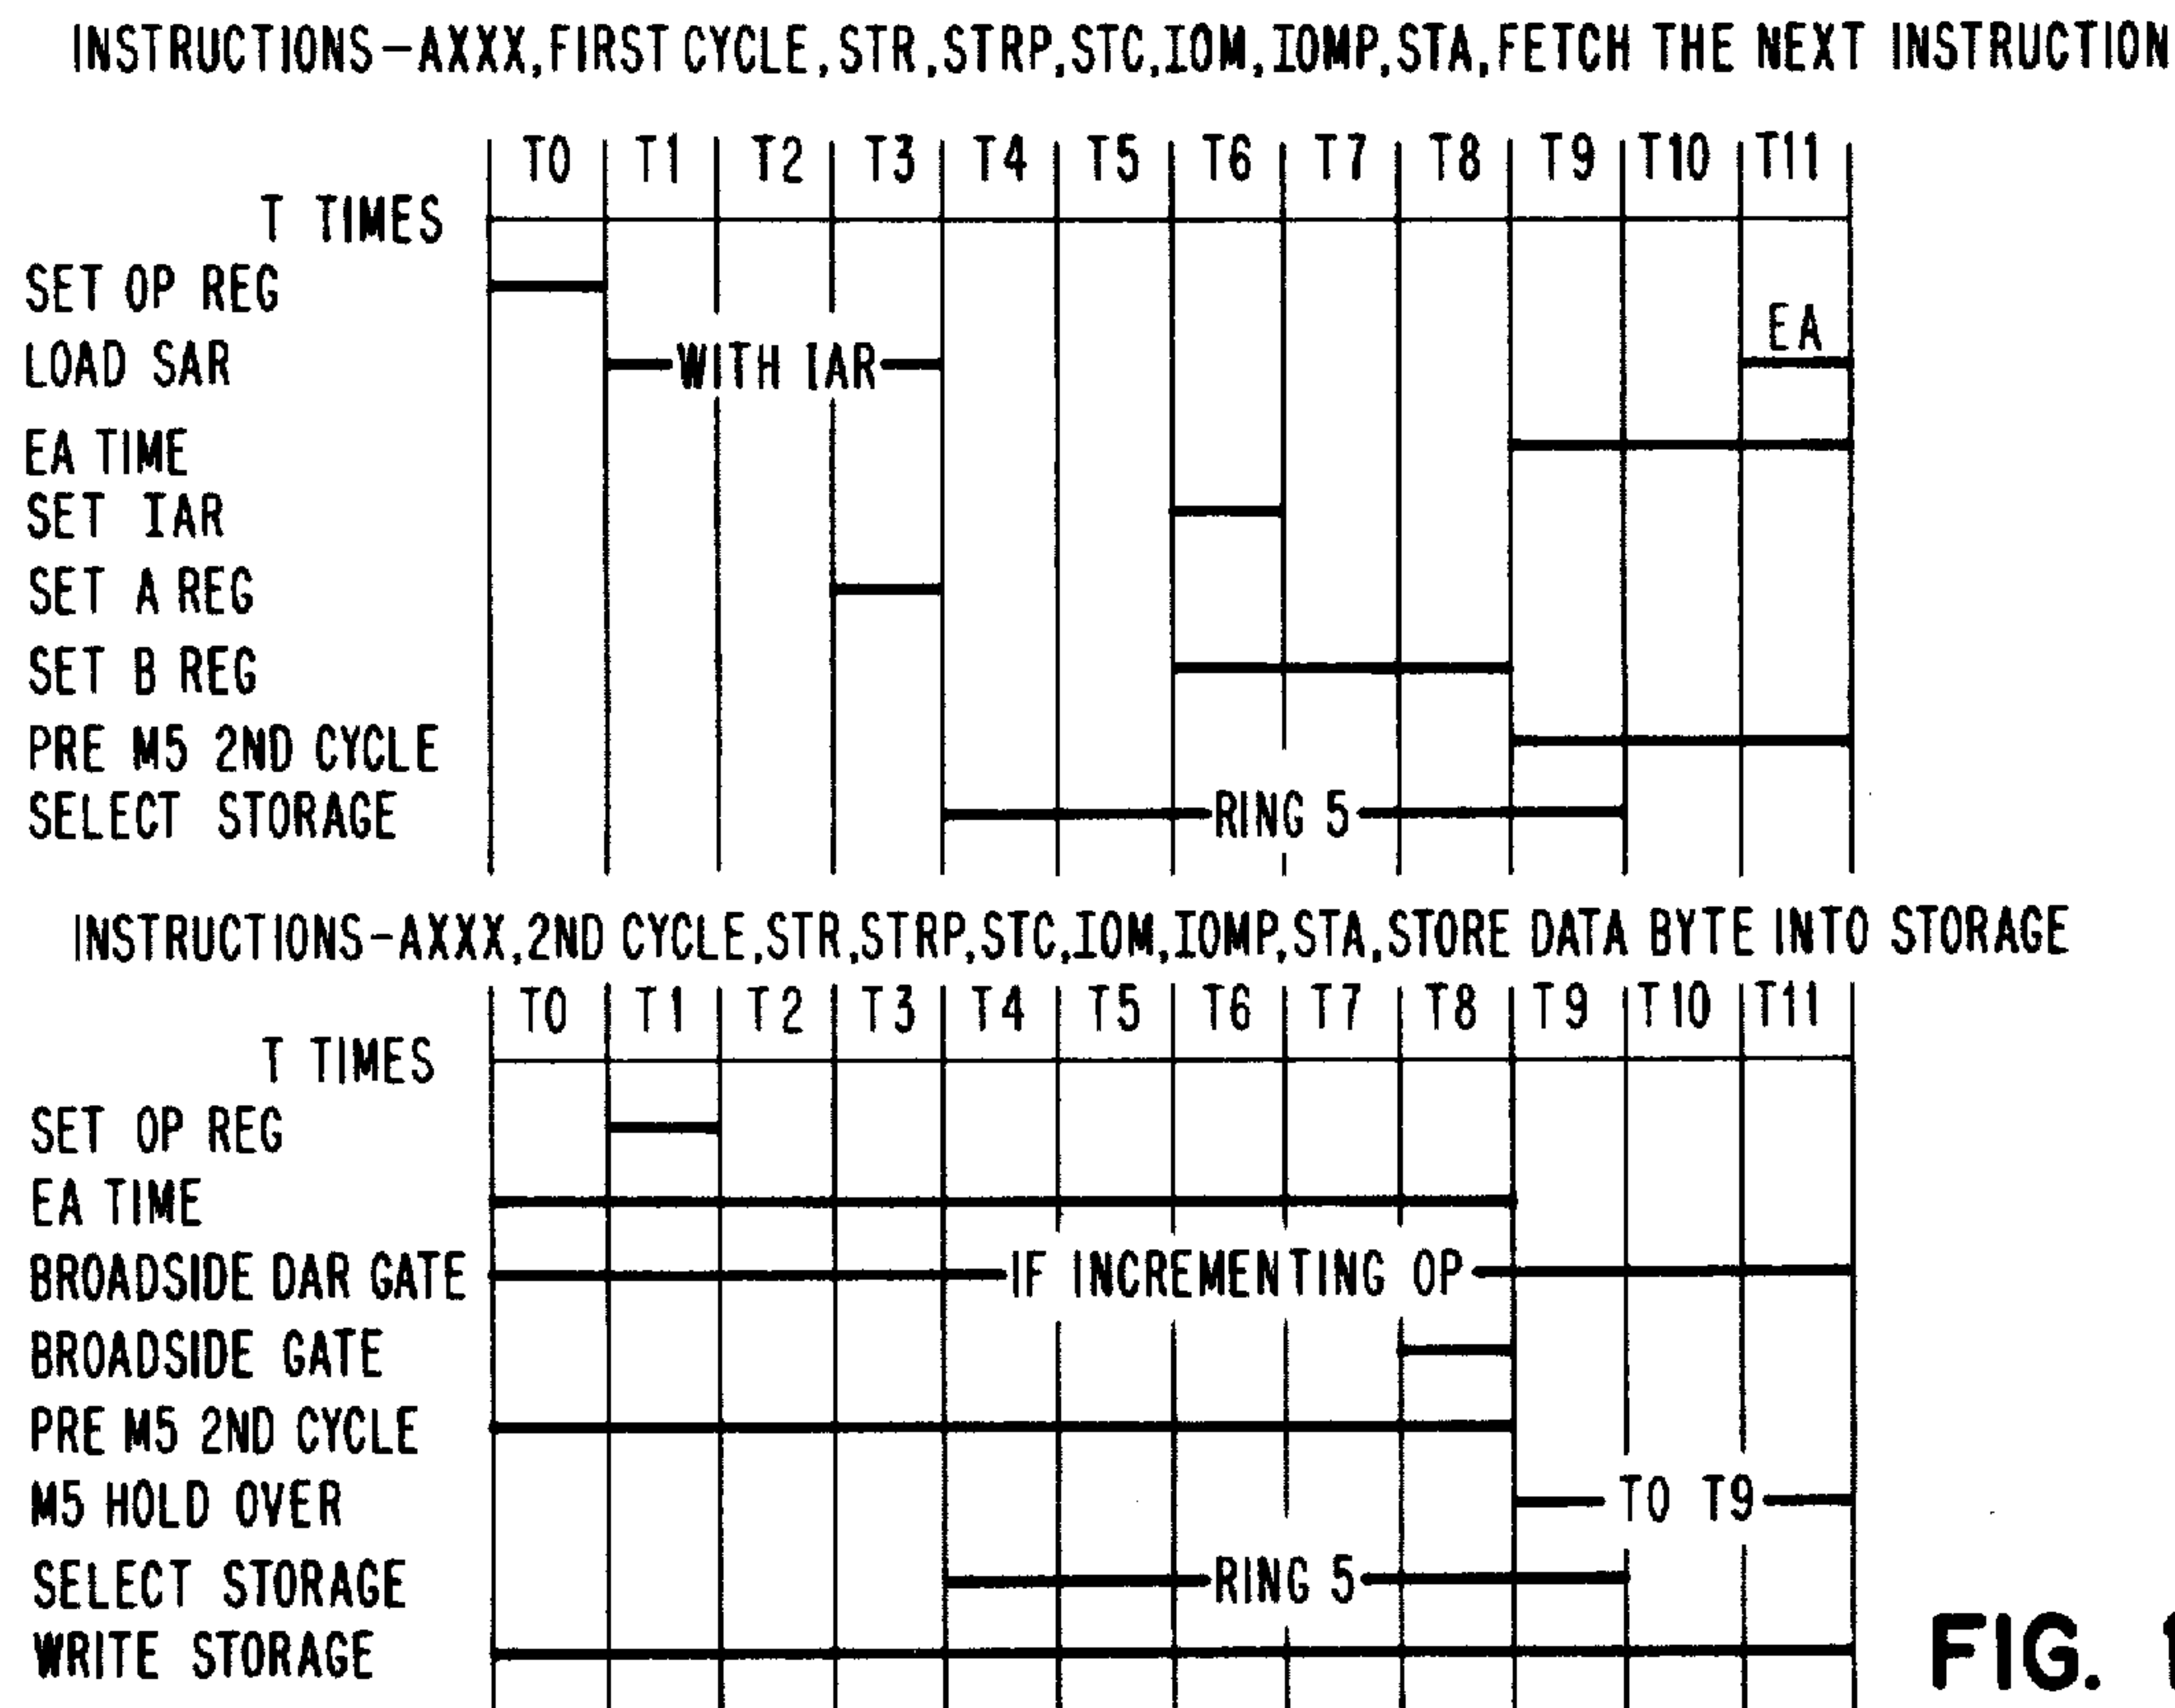 INSTRUCTIONS-AXXX,FIRST CYCLE,STR,STRP,STC,IOM,IOMP,STA,FETCH THE NEXT INSTRUCTION
T0 T1 T2 T3 T4 T5 T6 T7 T8 T9 T10 T11
T TIMES
SET OP REG
EA
LOAD SAR WITH IAR
EA TIME
SET IAR
SET A REG
SET B REG
PRE M5 2ND CYCLE
SELECT STORAGE RING 5
INSTRUCTIONS-AXXX,2ND CYCLE,STR,STRP,STC,IOM,IOMP,STA,STORE DATA BYTE INTO STORAGE
T0 T1 T2 T3 T4 T5 T6 T7 T8 T9 T10 T11
T TIMES
SET OP REG
EA TIME
BROADSIDE DAR GATE IF INCREMENTING OP
BROADSIDE GATE
PRE M5 2ND CYCLE
M5 HOLD OVER TO T9
SELECT STORAGE RING 5
WRITE STORAGE
FIG.